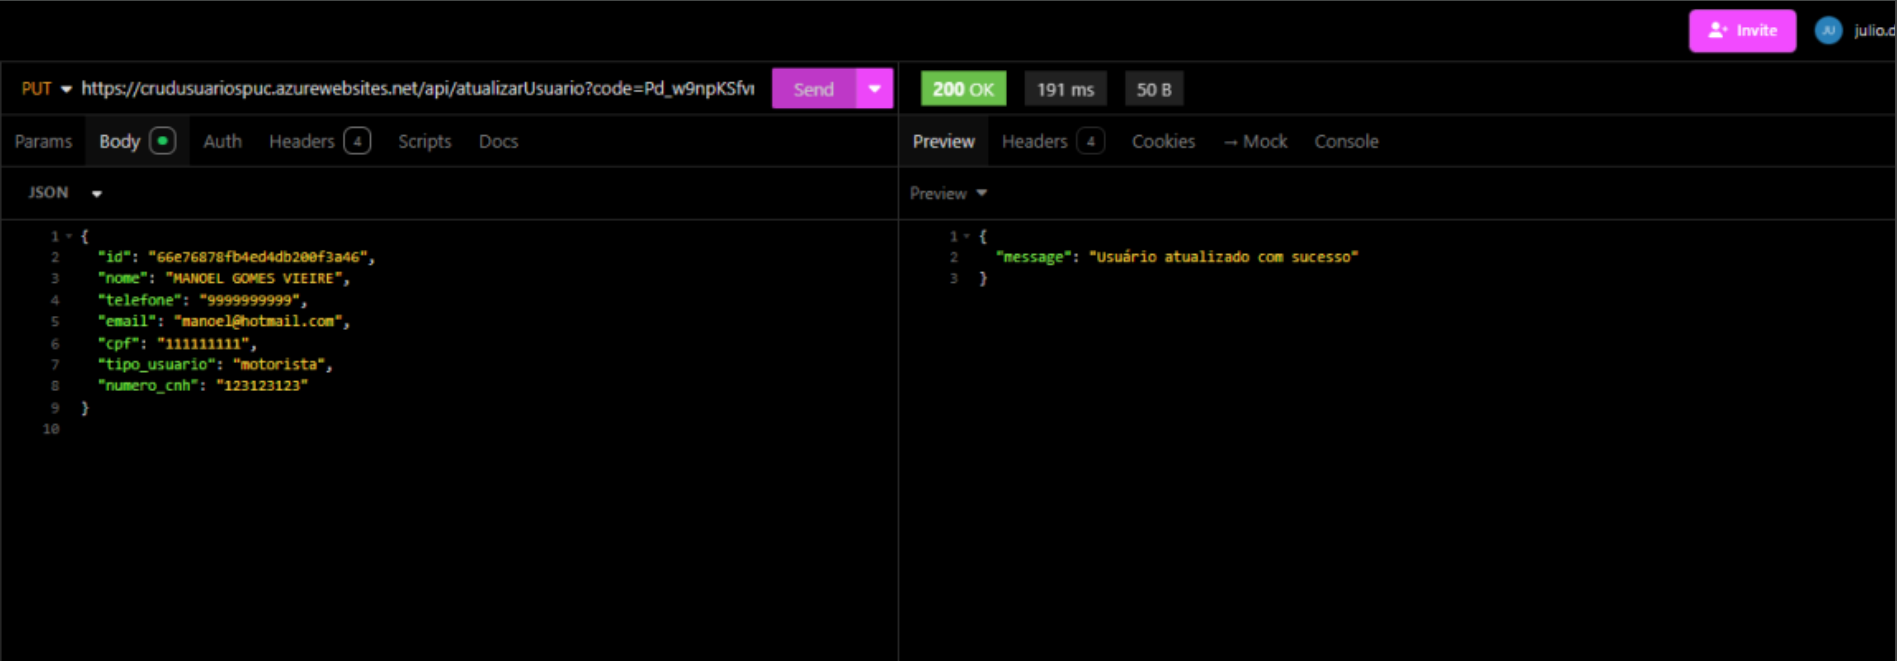 Invite JU julio.d
PUT https://crudusuariospuc.azurewebsites.net/api/atualizarUsuario?code=Pd_w9npKSfvr Send
200 OK 191 ms 50 B
Params Body Auth Headers 4 Scripts Docs
Preview Headers 4 Cookies → Mock Console
JSON
Preview
1 {
2 "id": "66e76878fb4ed4db200f3a46",
3 "nome": "MANOEL GOMES VIEIRE",
4 "telefone": "9999999999",
5 "email": "manoel@hotmail.com",
6 "cpf": "111111111",
7 "tipo_usuario": "motorista",
8 "numero_cnh": "123123123"
9 }
10
1 {
2 "message": "Usuário atualizado com sucesso"
3 }